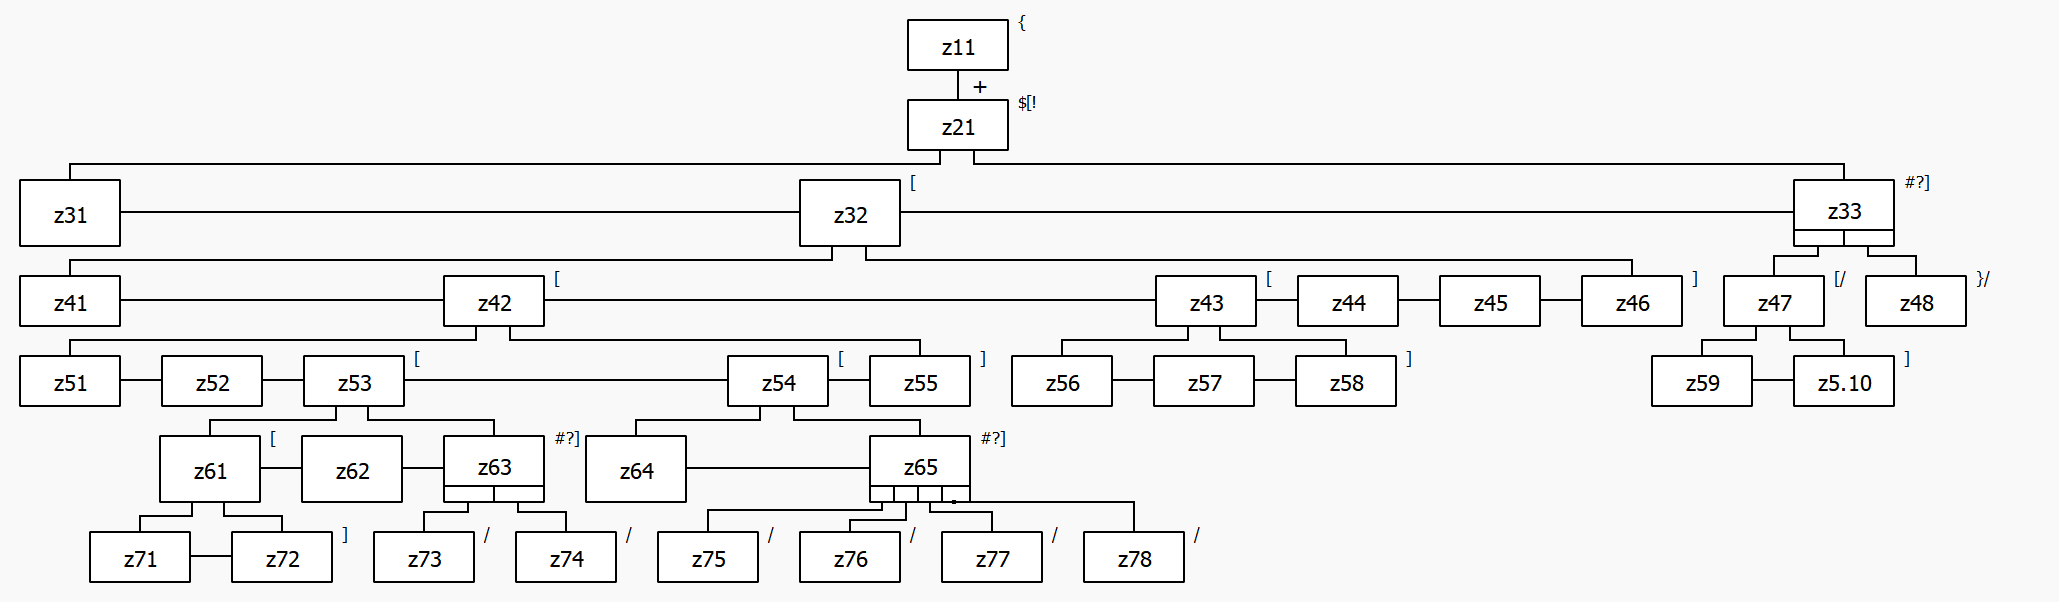 z11 {
+
z21 $[!
z31 z32 [ z33 #?]
z41 z42 [ z43 [ z44 z45 z46 ] z47 [/ z48 }/
z51 z52 z53 [ z54 [ z55 ] z56 z57 z58 ] z59 z5.10 ]
z61 [ z62 z63 #?] z64 z65 #?]
z71 z72 ] z73 / z74 / z75 / z76 / z77 / z78 /